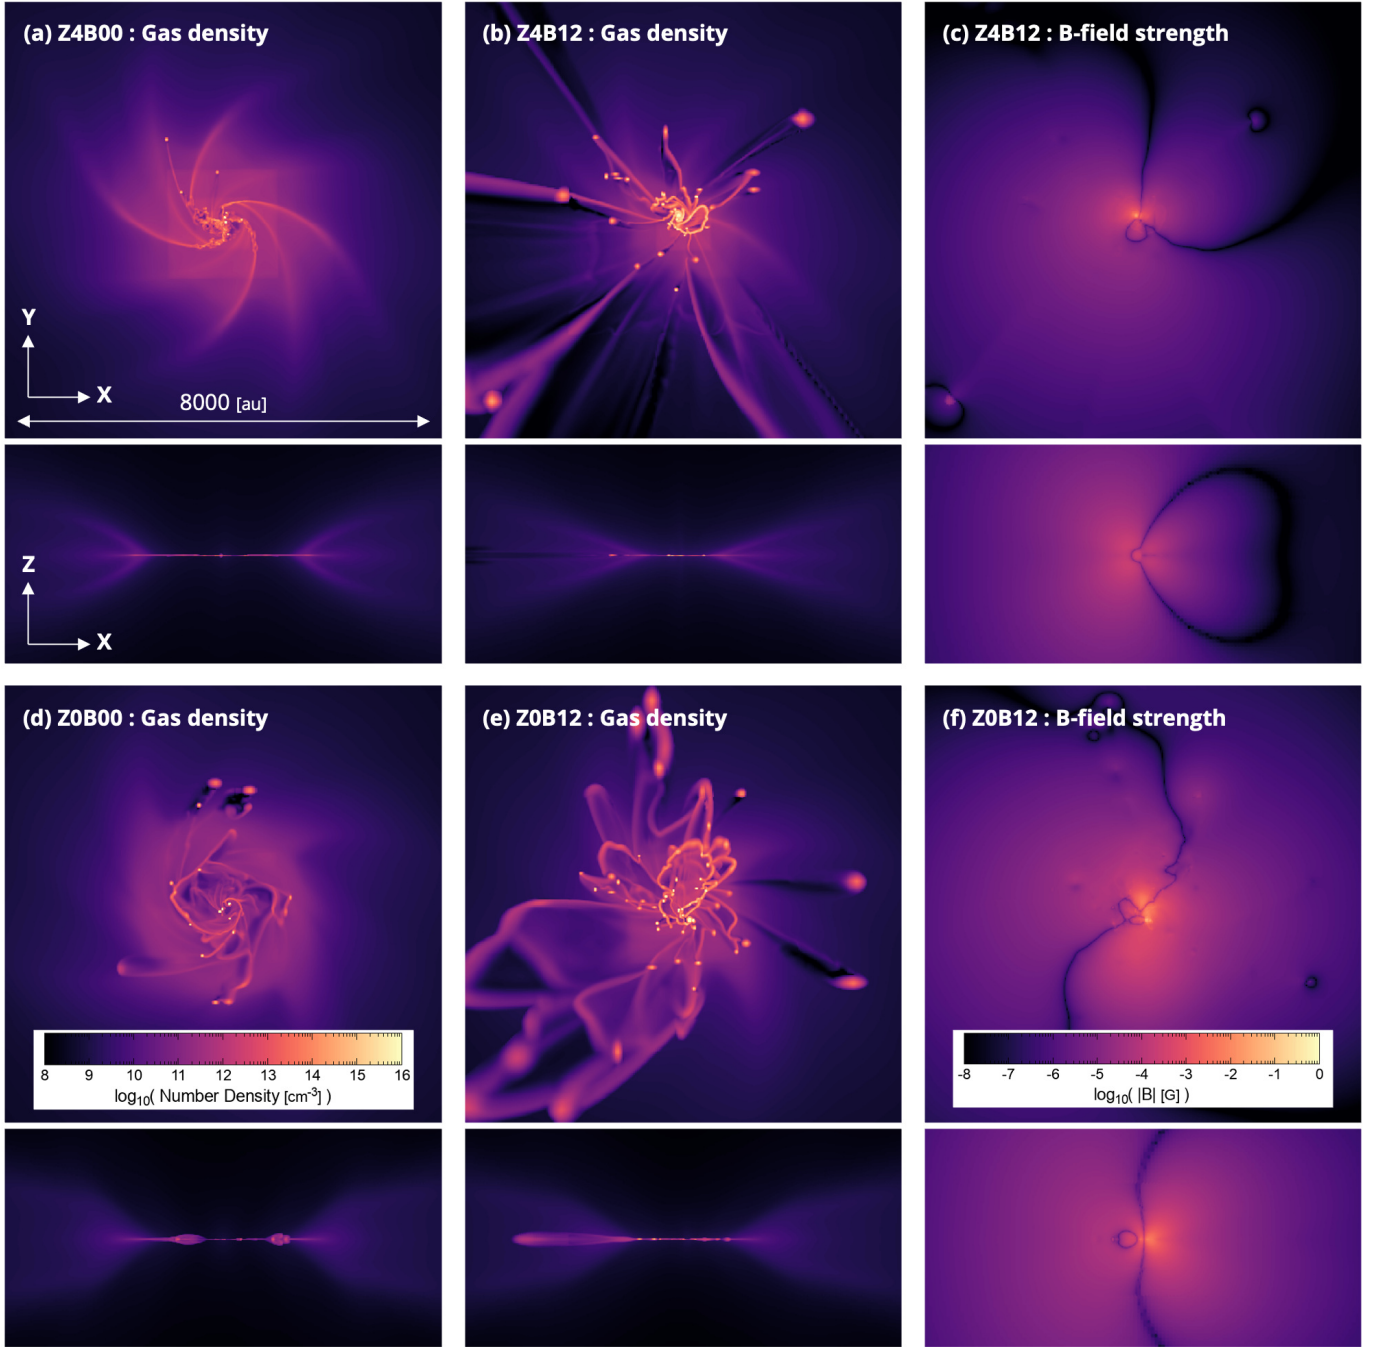 (a) Z4B00 : Gas density
(b) Z4B12 : Gas density
(c) Z4B12 : B-field strength
Y
X
8000 [au]
Z
X
(d) Z0B00 : Gas density
(e) Z0B12 : Gas density
(f) Z0B12 : B-field strength
8 9 10 11 12 13 14 15 16
log10( Number Density [cm-3] )
-8 -7 -6 -5 -4 -3 -2 -1 0
log10( |B| [G] )